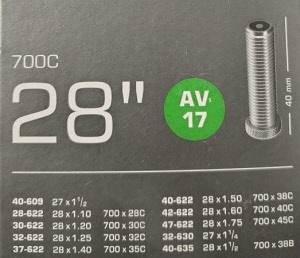 700C
28"
AV-
17
40 mm
40-609 27 x 1 1/2
28-622 28 x 1.10 700 x 28C
30-622 28 x 1.20 700 x 30C
32-622 28 x 1.25 700 x 32C
37-622 28 x 1.40 700 x 35C
40-622 28 x 1.50 700 x 38C
42-622 28 x 1.60 700 x 40C
47-622 28 x 1.75 700 x 45C
32-630 27 x 1 1/4
40-635 28 x 1 1/2 700 x 38B